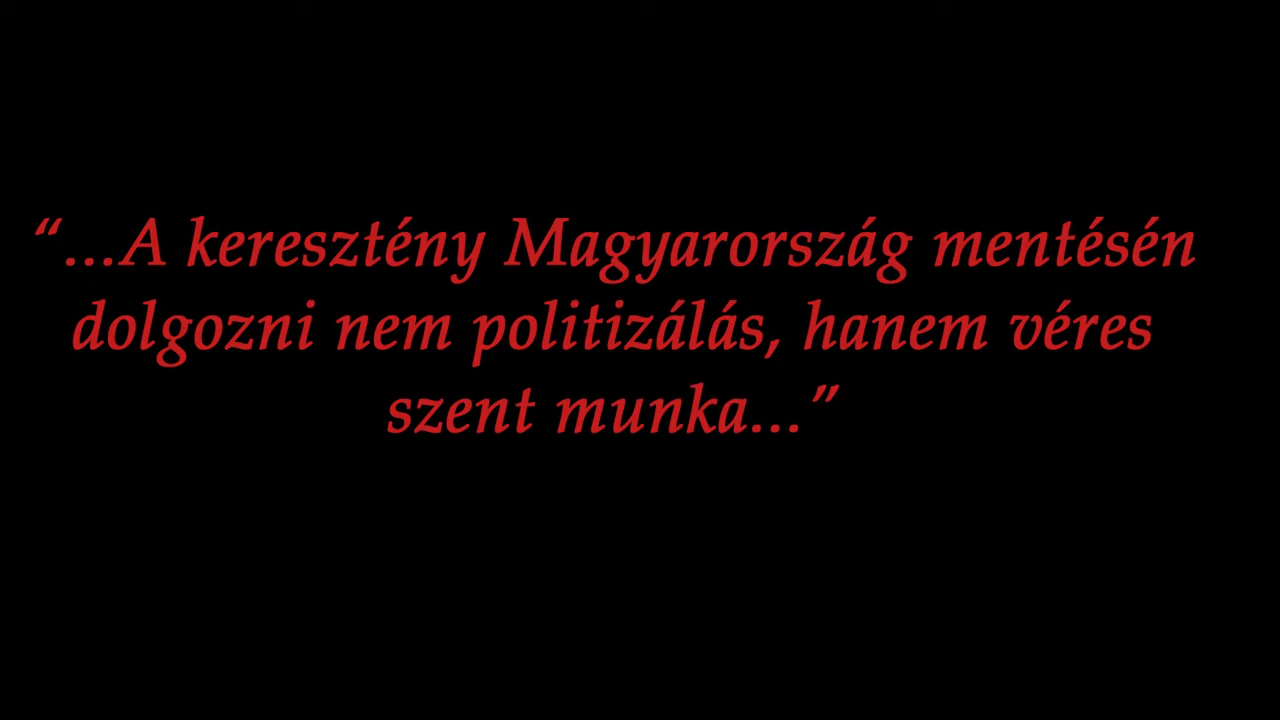 “...A keresztény Magyarország mentésén
dolgozni nem politizálás, hanem véres
szent munka...”